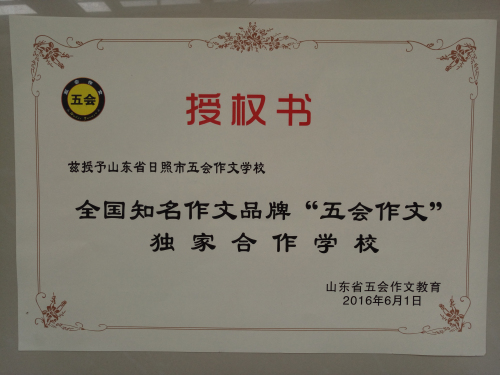 五会
授权书
兹授予山东省日照市五会作文学校
全国知名作文品牌“五会作文”
独家合作学校
山东省五会作文教育
2016年6月1日